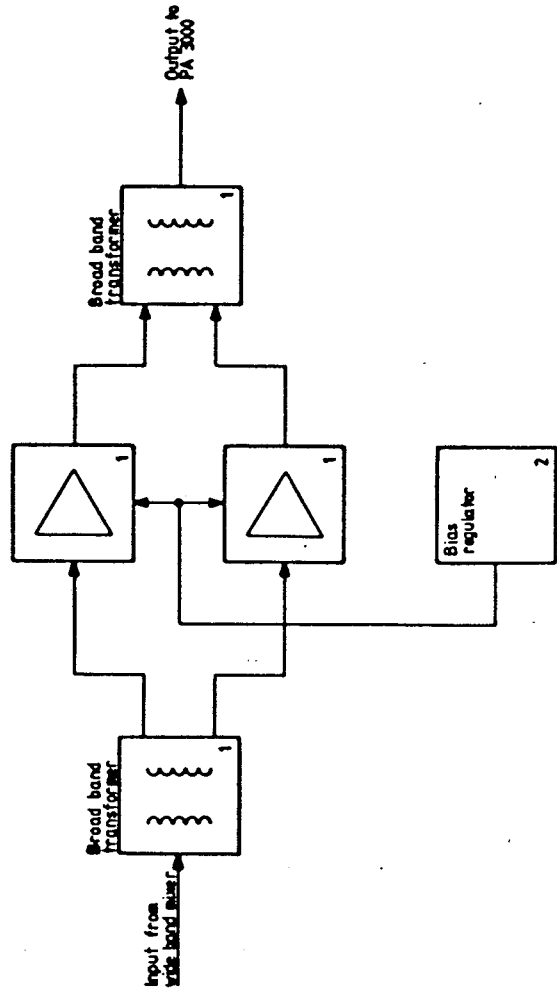 Input from
wide band mixer
Broad band
transformer
1
1
1
Bias
regulator
2
Broad band
transformer
1
Output to
PA 3000